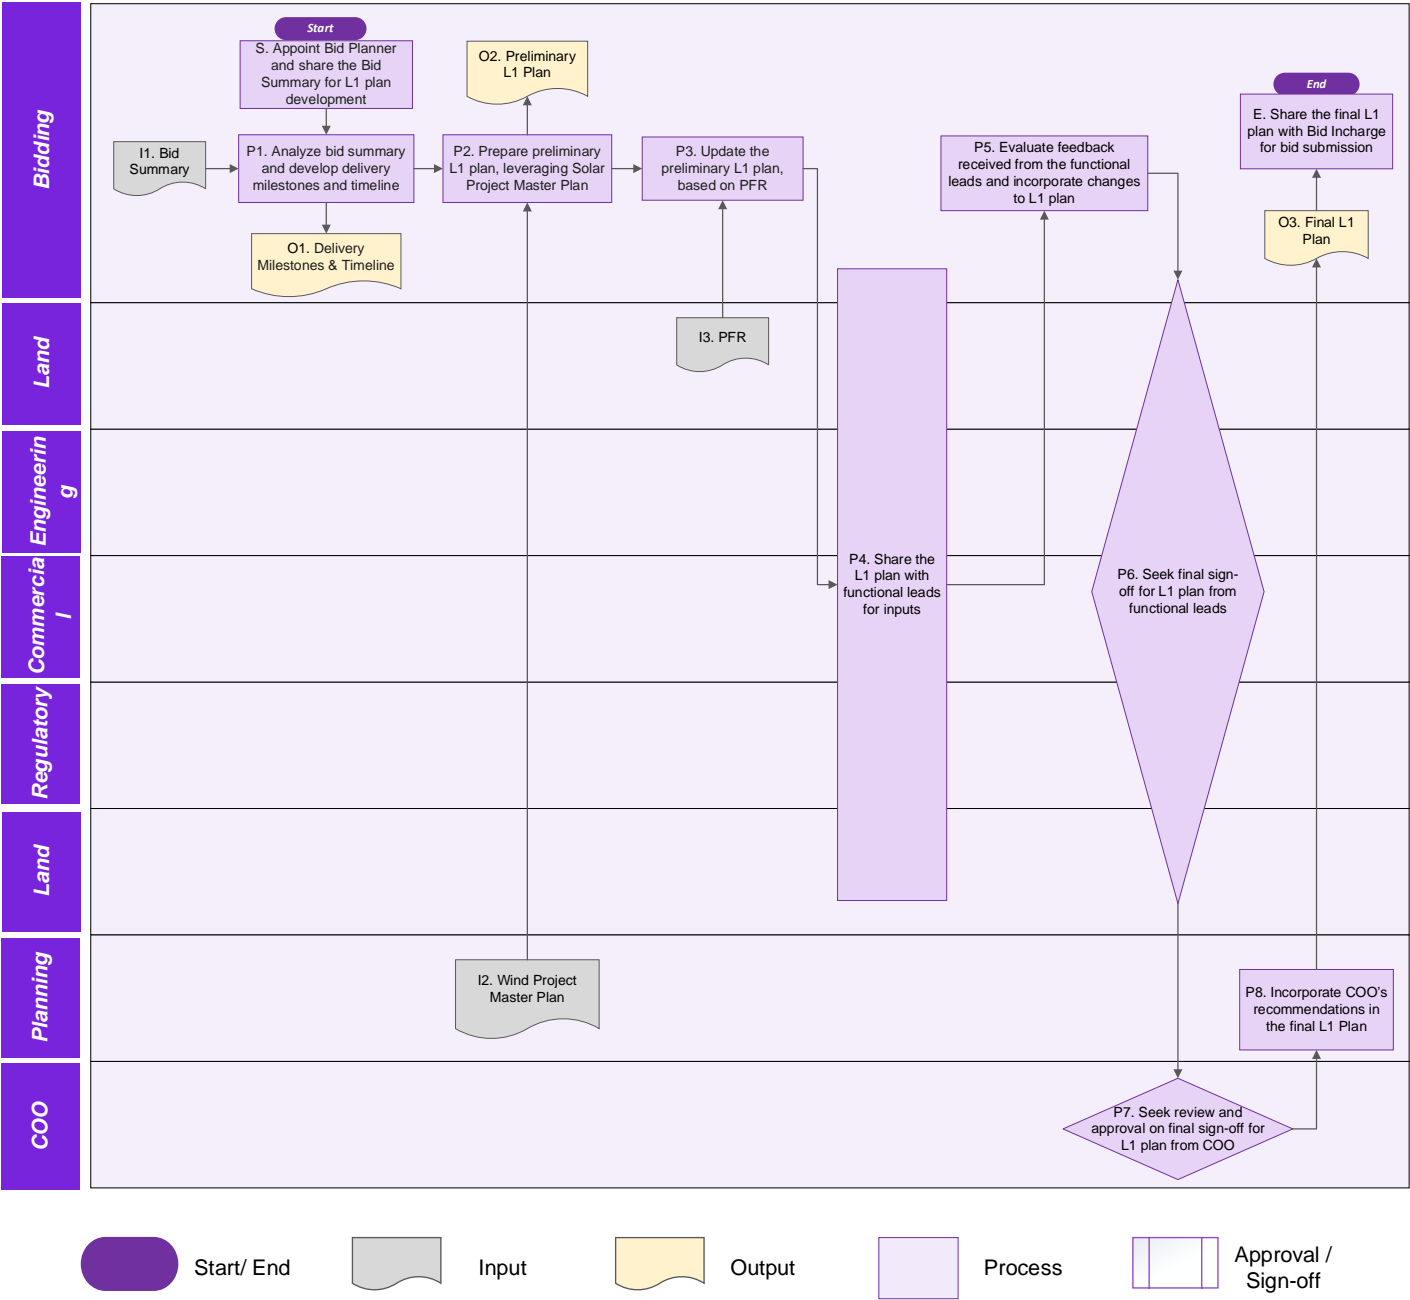 Bidding
Start
S. Appoint Bid Planner
and share the Bid
Summary for L1 plan
development
O2. Preliminary
L1 Plan
End
E. Share the final L1
plan with Bid Incharge
for bid submission
I1. Bid
Summary
P1. Analyze bid summary
and develop delivery
milestones and timeline
P2. Prepare preliminary
L1 plan, leveraging Solar
Project Master Plan
P3. Update the
preliminary L1 plan,
based on PFR
P5. Evaluate feedback
received from the functional
leads and incorporate changes
to L1 plan
O1. Delivery
Milestones & Timeline
O3. Final L1
Plan
Land
I3. PFR
Engineerin
g
Commercia
l
P4. Share the
L1 plan with
functional leads
for inputs
P6. Seek final sign-
off for L1 plan from
functional leads
Regulatory
Land
Planning
I2. Wind Project
Master Plan
P8. Incorporate COO’s
recommendations in
the final L1 Plan
COO
P7. Seek review and
approval on final sign-off for
L1 plan from COO
Start/ End
Input
Output
Process
Approval /
Sign-off